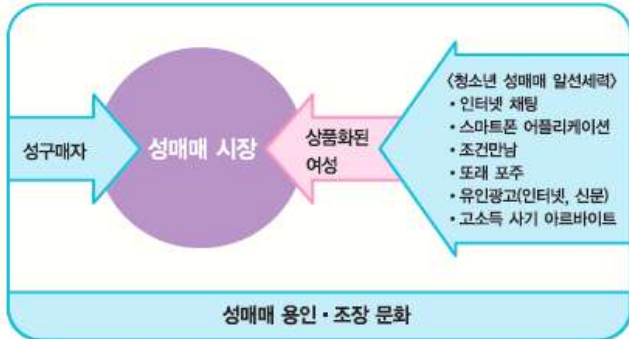 성구매자
성매매 시장
상품화된
여성
<청소년 성매매 일선세력>
• 인터넷 채팅
• 스마트폰 어플리케이션
• 조건만남
• 또래 포주
• 유인광고(인터넷, 신문)
• 고소득 사기 아르바이트
성매매 용인 • 조장 문화